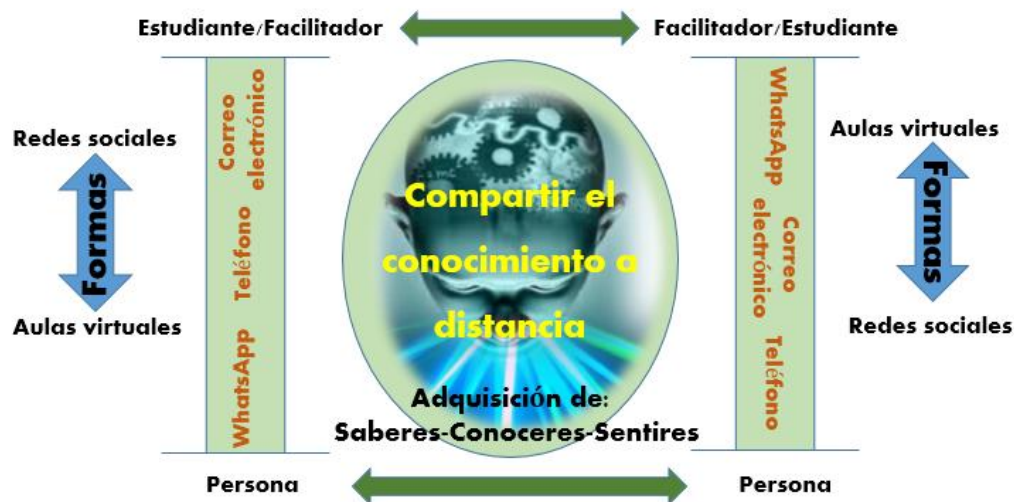 Estudiante/Facilitador
Facilitador/Estudiante
Redes sociales
Formas
Aulas virtuales
Correo
electrónico
Teléfono
WhatsApp
Compartir el
conocimiento a
distancia
Adquisición de:
Saberes-Conoceres-Sentires
WhatsApp
Correo
electrónico
Teléfono
Aulas virtuales
Formas
Redes sociales
Persona
Persona